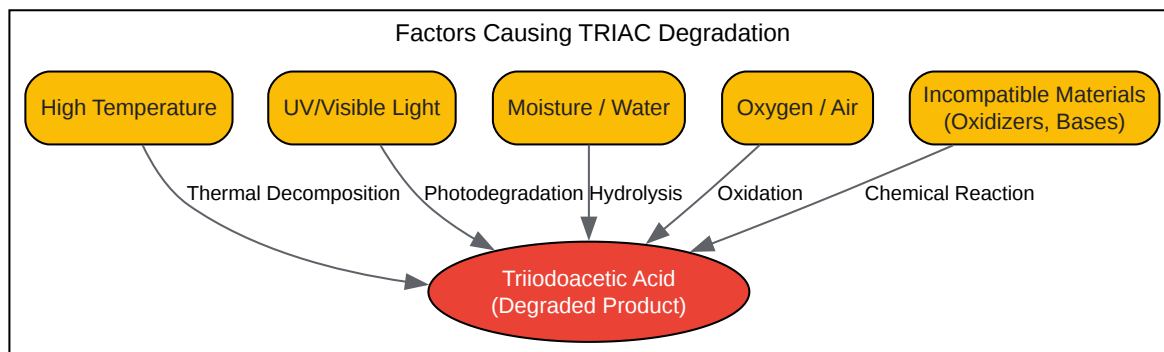 Factors Causing TRIAC Degradation
High Temperature
UV/Visible Light
Moisture / Water
Oxygen / Air
Incompatible Materials
(Oxidizers, Bases)
Thermal Decomposition
Photodegradation
Hydrolysis
Oxidation
Chemical Reaction
Triiodoacetic Acid
(Degraded Product)